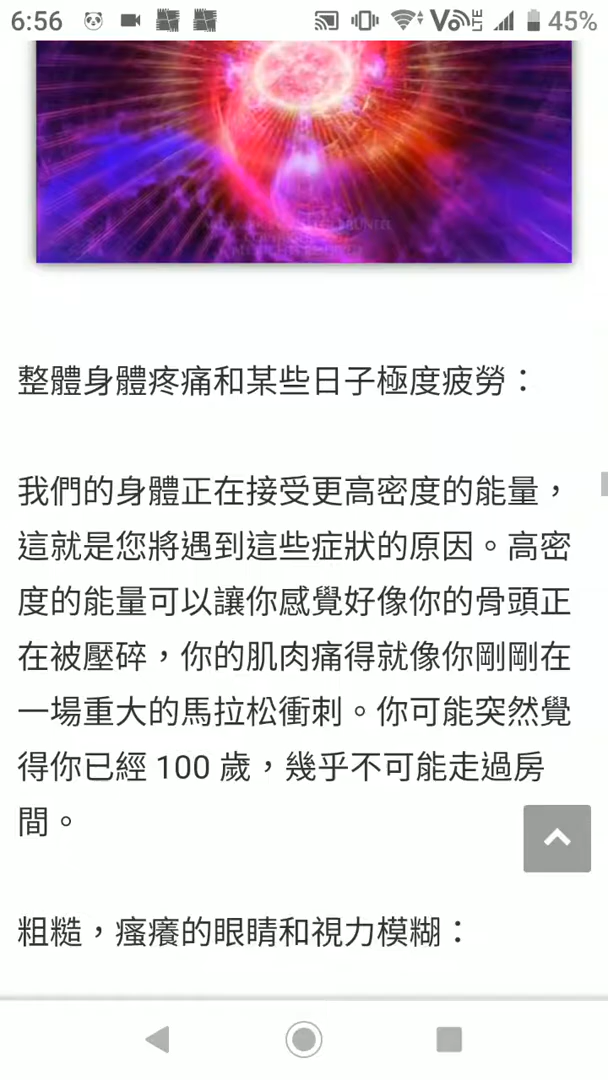 6:56
LTE
45%
整體身體疼痛和某些日子極度疲勞：
我們的身體正在接受更高密度的能量，
這就是您將遇到這些症狀的原因。高密
度的能量可以讓你感覺好像你的骨頭正
在被壓碎，你的肌肉痛得就像你剛剛在
一場重大的馬拉松衝刺。你可能突然覺
得你已經 100 歲，幾乎不可能走過房
間。
粗糙，瘙癢的眼睛和視力模糊：